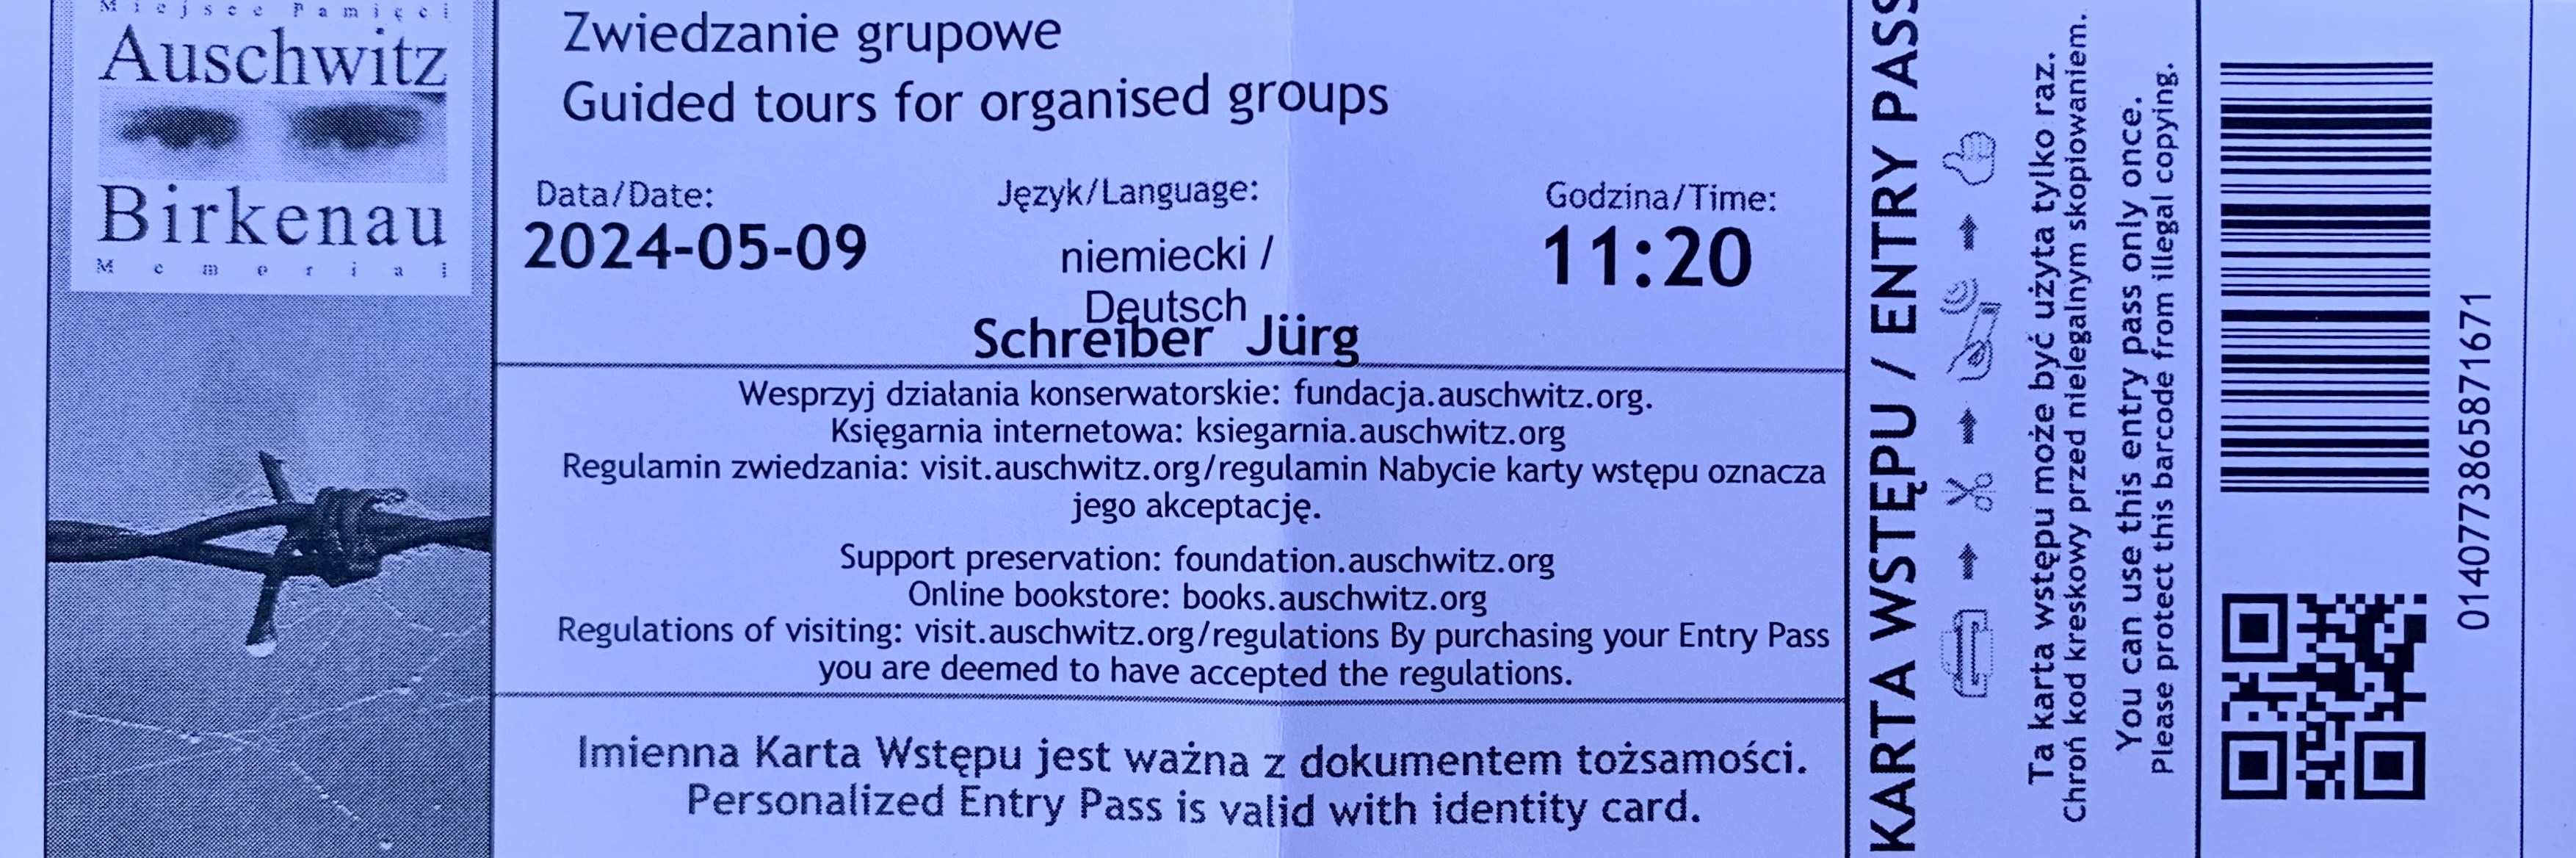 Miejsce Pamięci
Auschwitz
Birkenau
Memorial
Zwiedzanie grupowe
Guided tours for organised groups
Data/Date:
2024-05-09
Język/Language:
niemiecki /
Deutsch
Godzina/Time:
11:20
Schreiber Jürg
Wesprzyj działania konserwatorskie: fundacja.auschwitz.org.
Księgarnia internetowa: ksiegarnia.auschwitz.org
Regulamin zwiedzania: visit.auschwitz.org/regulamin Nabycie karty wstępu oznacza
jego akceptację.
Support preservation: foundation.auschwitz.org
Online bookstore: books.auschwitz.org
Regulations of visiting: visit.auschwitz.org/regulations By purchasing your Entry Pass
you are deemed to have accepted the regulations.
Imienna Karta Wstępu jest ważna z dokumentem tożsamości.
Personalized Entry Pass is valid with identity card.
KARTA WSTĘPU / ENTRY PASS
Ta karta wstępu może być użyta tylko raz.
Chroń kod kreskowy przed nielegalnym skopiowaniem.
You can use this entry pass only once.
Please protect this barcode from illegal copying.
0140773865871671